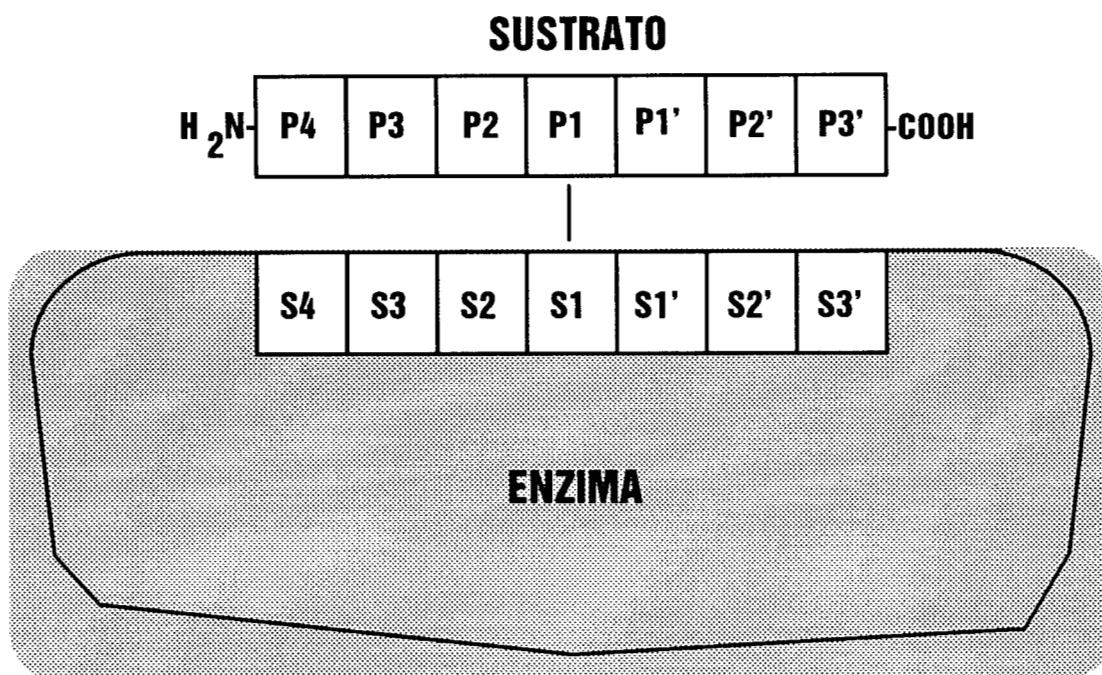 SUSTRATO
H2N- P4 P3 P2 P1 P1' P2' P3' -COOH
S4 S3 S2 S1 S1' S2' S3'
ENZIMA